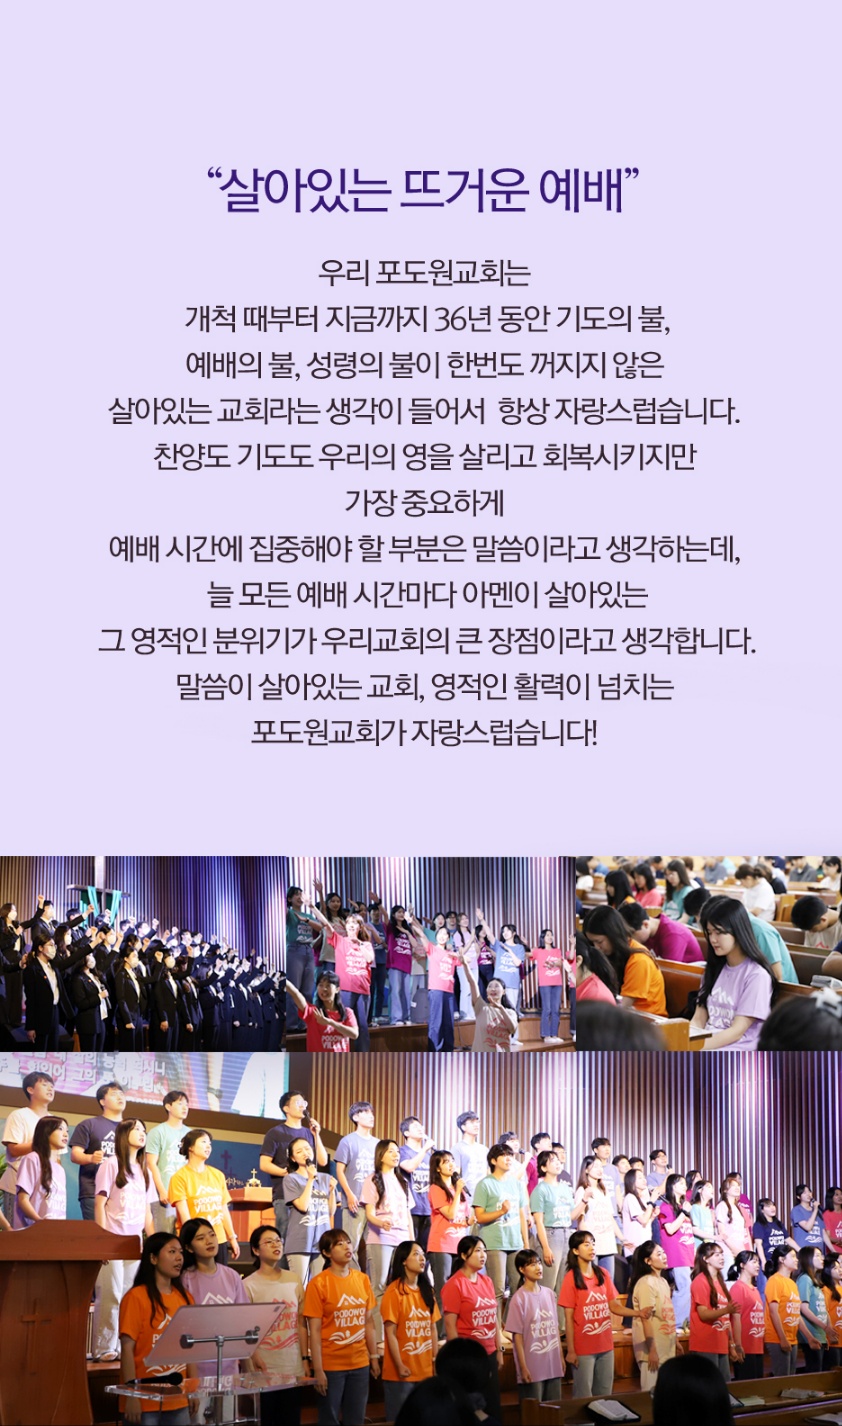 “살아있는 뜨거운 예배”
우리 포도원교회는
개척 때부터 지금까지 36년 동안 기도의 불,
예배의 불, 성령의 불이 한번도 꺼지지 않은
살아있는 교회라는 생각이 들어서 항상 자랑스럽습니다.
찬양도 기도도 우리의 영을 살리고 회복시키지만
가장 중요하게
예배 시간에 집중해야 할 부분은 말씀이라고 생각하는데,
늘 모든 예배 시간마다 아멘이 살아있는
그 영적인 분위기가 우리교회의 큰 장점이라고 생각합니다.
말씀이 살아있는 교회, 영적인 활력이 넘치는
포도원교회가 자랑스럽습니다!
PODOWON
VILLAGE